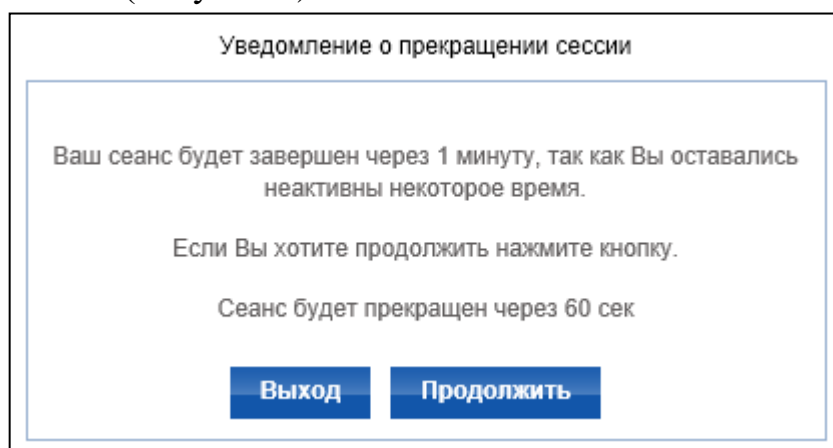 Уведомление о прекращении сессии
Ваш сеанс будет завершен через 1 минуту, так как Вы оставались
неактивны некоторое время.
Если Вы хотите продолжить нажмите кнопку.
Сеанс будет прекращен через 60 сек
Выход Продолжить